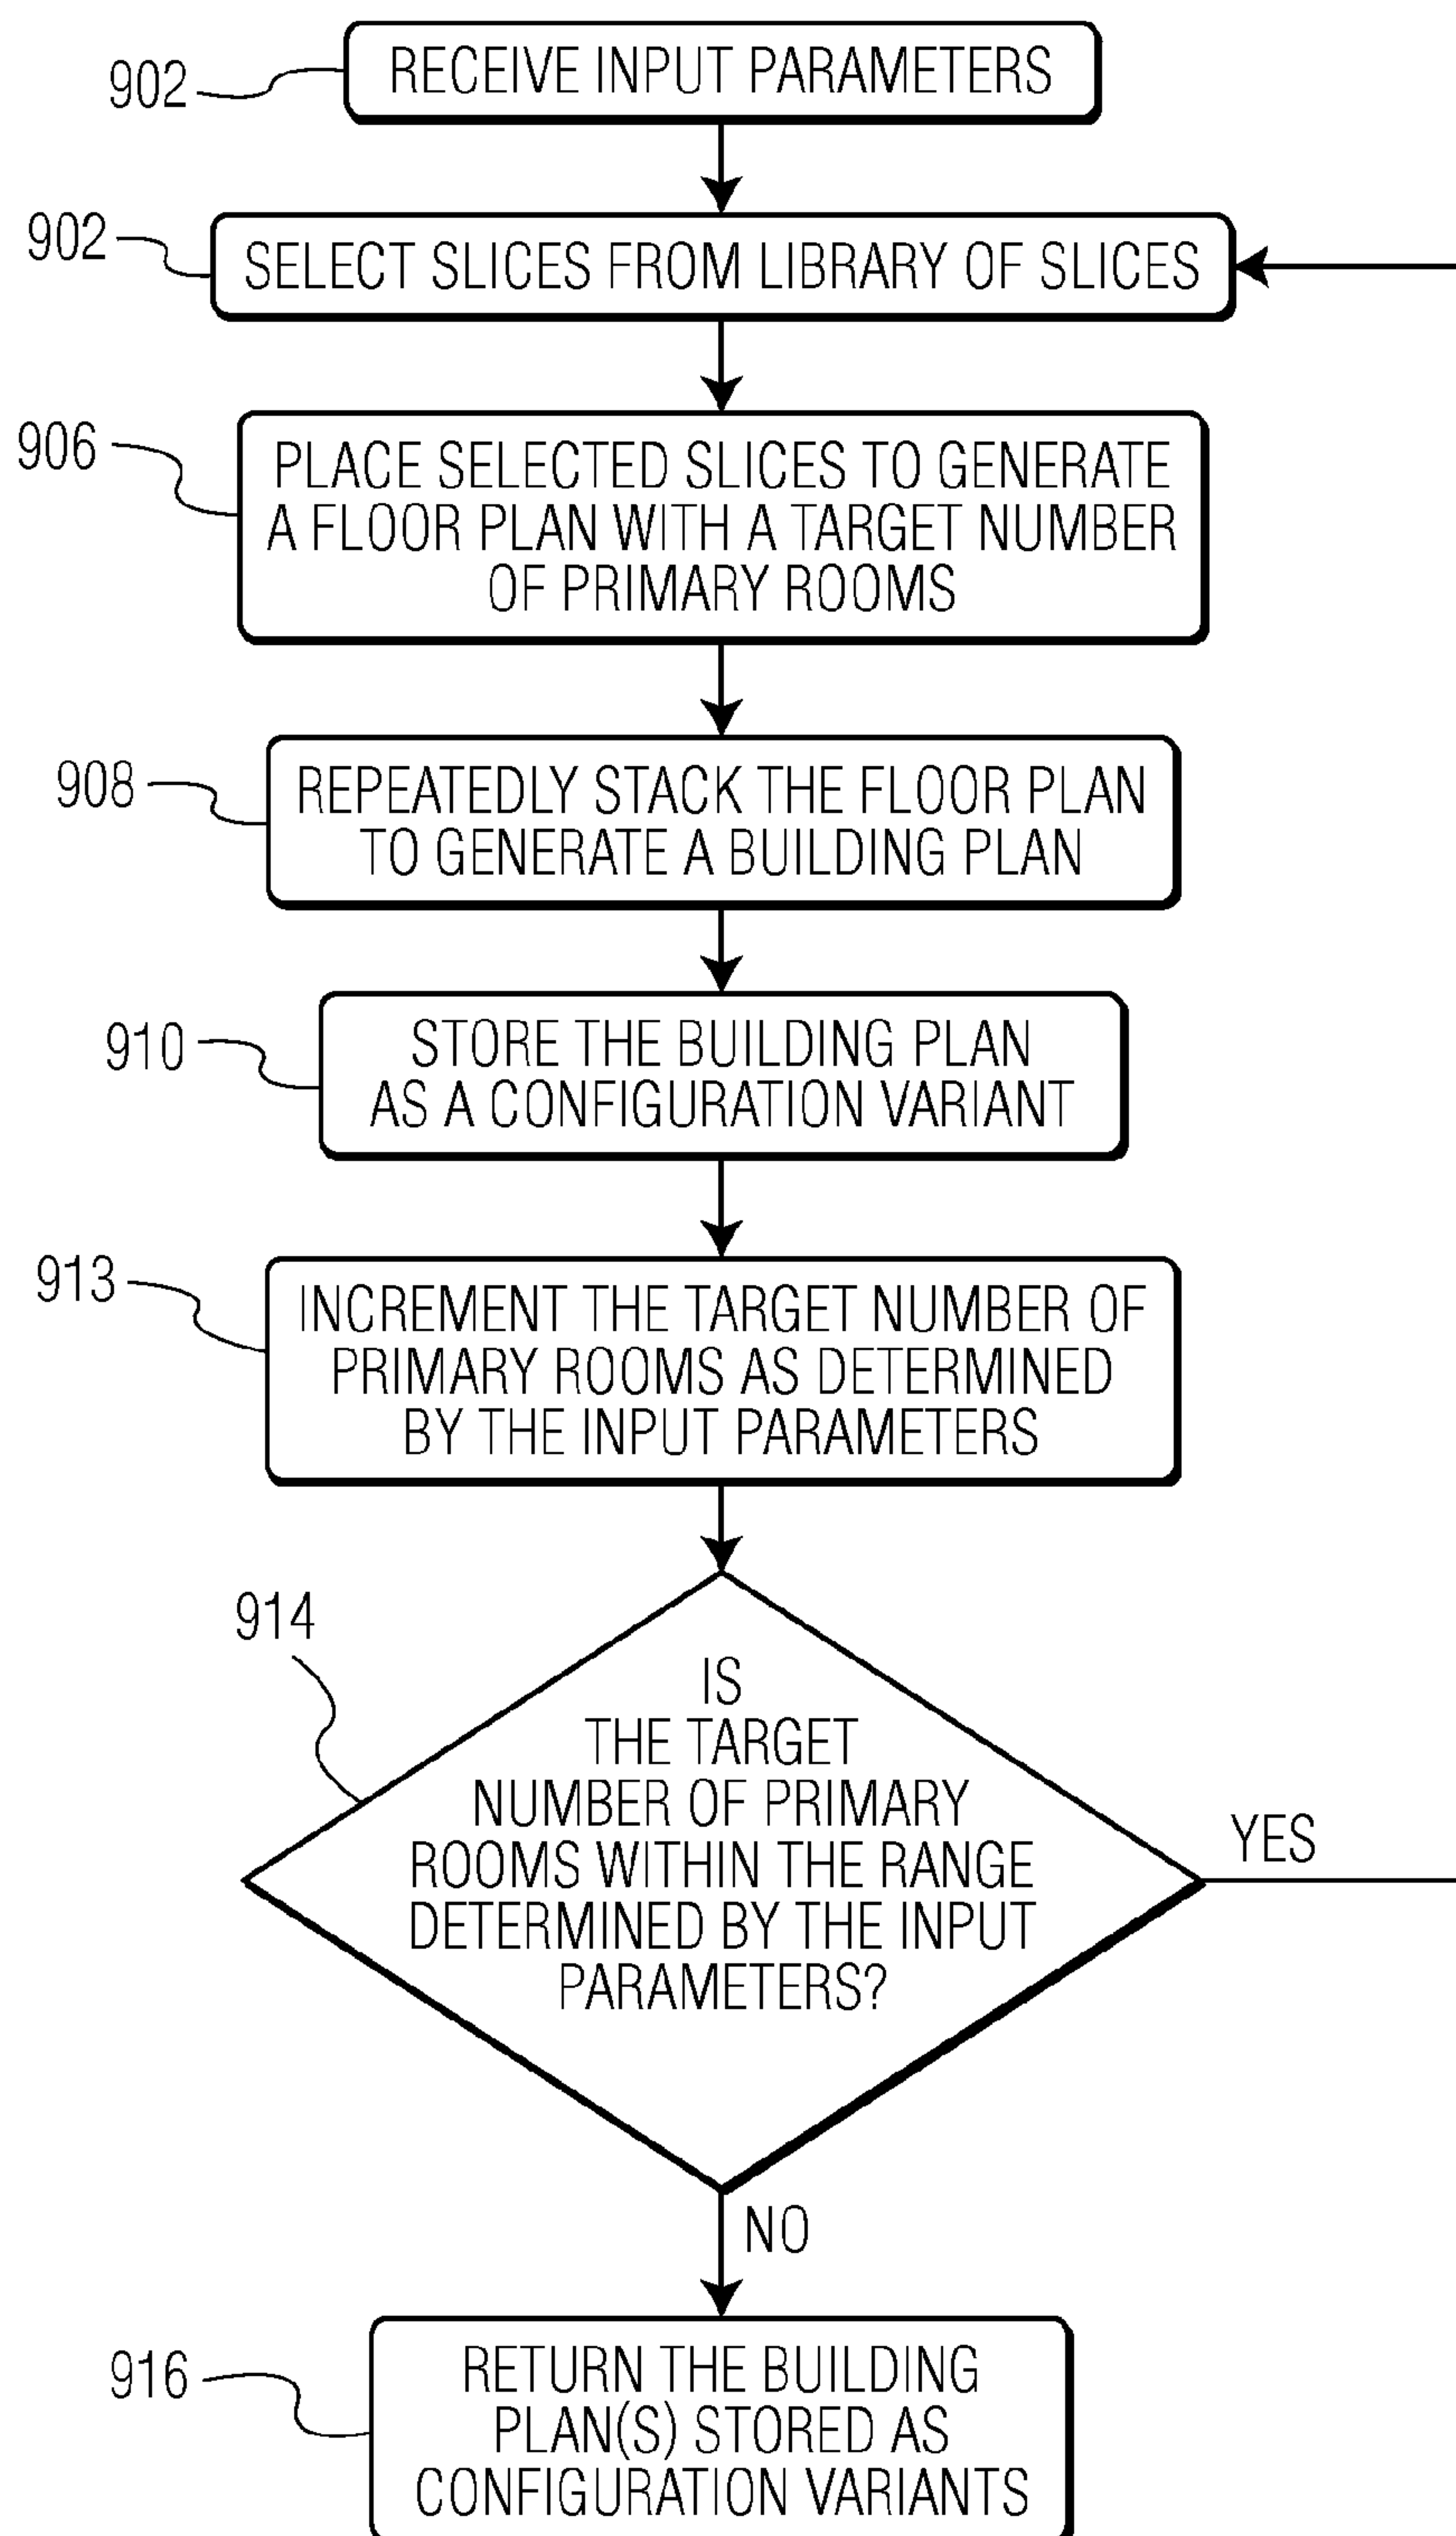 902
RECEIVE INPUT PARAMETERS
902
SELECT SLICES FROM LIBRARY OF SLICES
906
PLACE SELECTED SLICES TO GENERATE
A FLOOR PLAN WITH A TARGET NUMBER
OF PRIMARY ROOMS
908
REPEATEDLY STACK THE FLOOR PLAN
TO GENERATE A BUILDING PLAN
910
STORE THE BUILDING PLAN
AS A CONFIGURATION VARIANT
913
INCREMENT THE TARGET NUMBER OF
PRIMARY ROOMS AS DETERMINED
BY THE INPUT PARAMETERS
914
IS
THE TARGET
NUMBER OF PRIMARY
ROOMS WITHIN THE RANGE
DETERMINED BY THE INPUT
PARAMETERS?
YES
NO
916
RETURN THE BUILDING
PLAN(S) STORED AS
CONFIGURATION VARIANTS